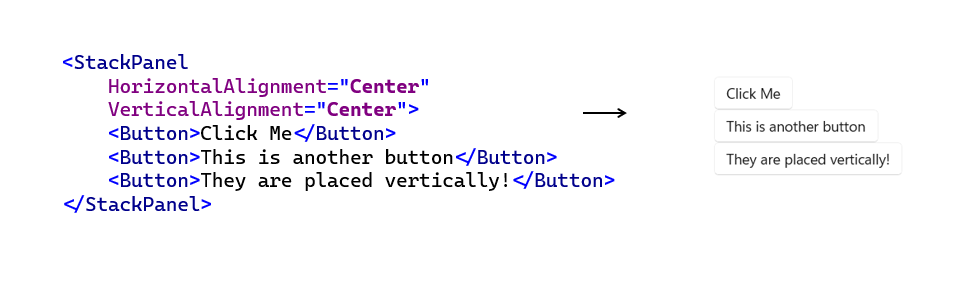 <StackPanel
    HorizontalAlignment="Center"
    VerticalAlignment="Center">
    <Button>Click Me</Button>
    <Button>This is another button</Button>
    <Button>They are placed vertically!</Button>
</StackPanel>
Click Me
This is another button
They are placed vertically!